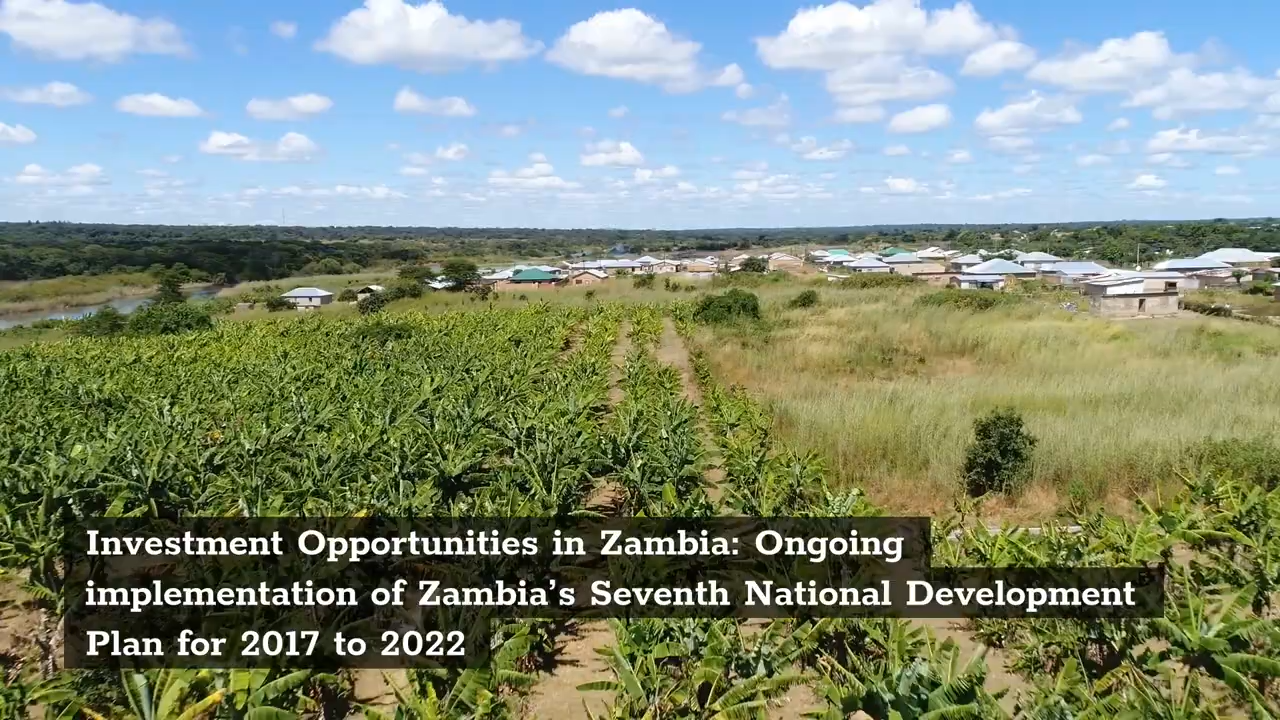 Investment Opportunities in Zambia: Ongoing
implementation of Zambia’s Seventh National Development
Plan for 2017 to 2022